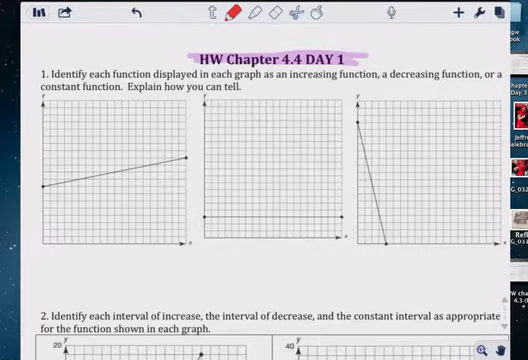 HW Chapter 4.4 DAY 1
1. Identify each function displayed in each graph as an increasing function, a decreasing function, or a
constant function. Explain how you can tell.
y
y
y
x
x
x
2. Identify each interval of increase, the interval of decrease, and the constant interval as appropriate
for the function shown in each graph.
20
y
40
y